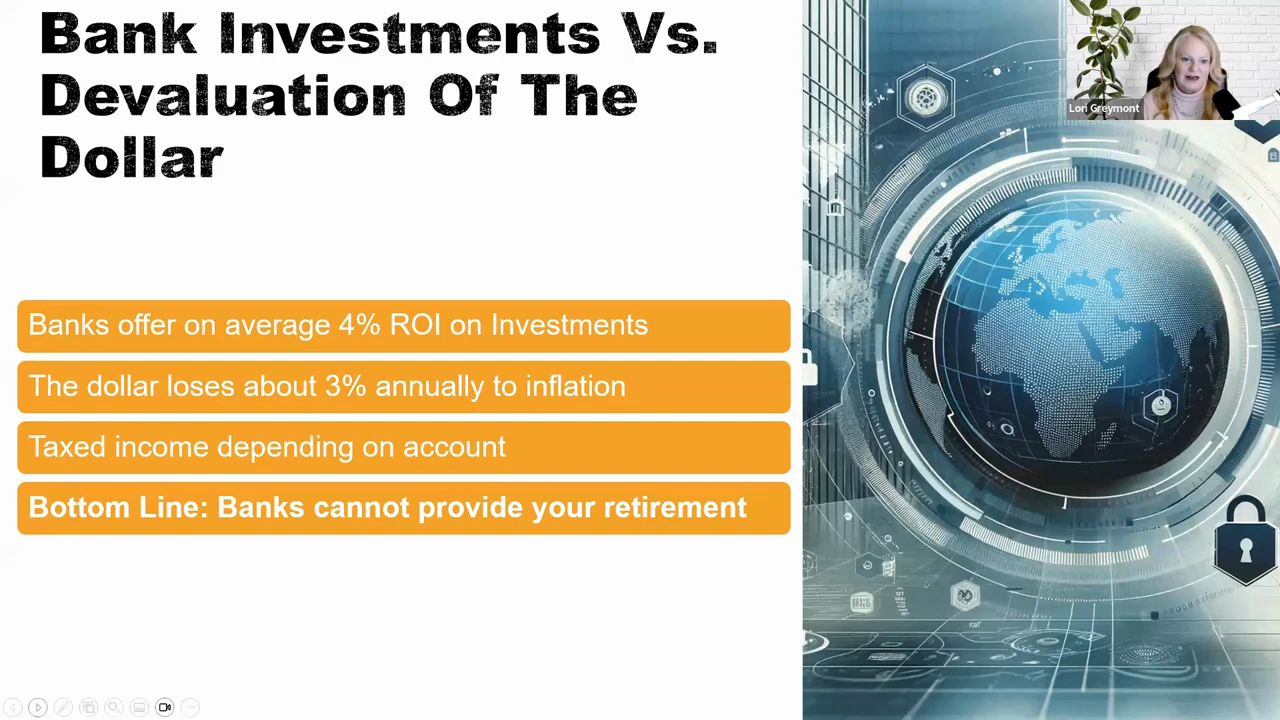 Bank Investments Vs.
Devaluation Of The
Dollar
Lori Greymont
Banks offer on average 4% ROI on Investments
The dollar loses about 3% annually to inflation
Taxed income depending on account
Bottom Line: Banks cannot provide your retirement